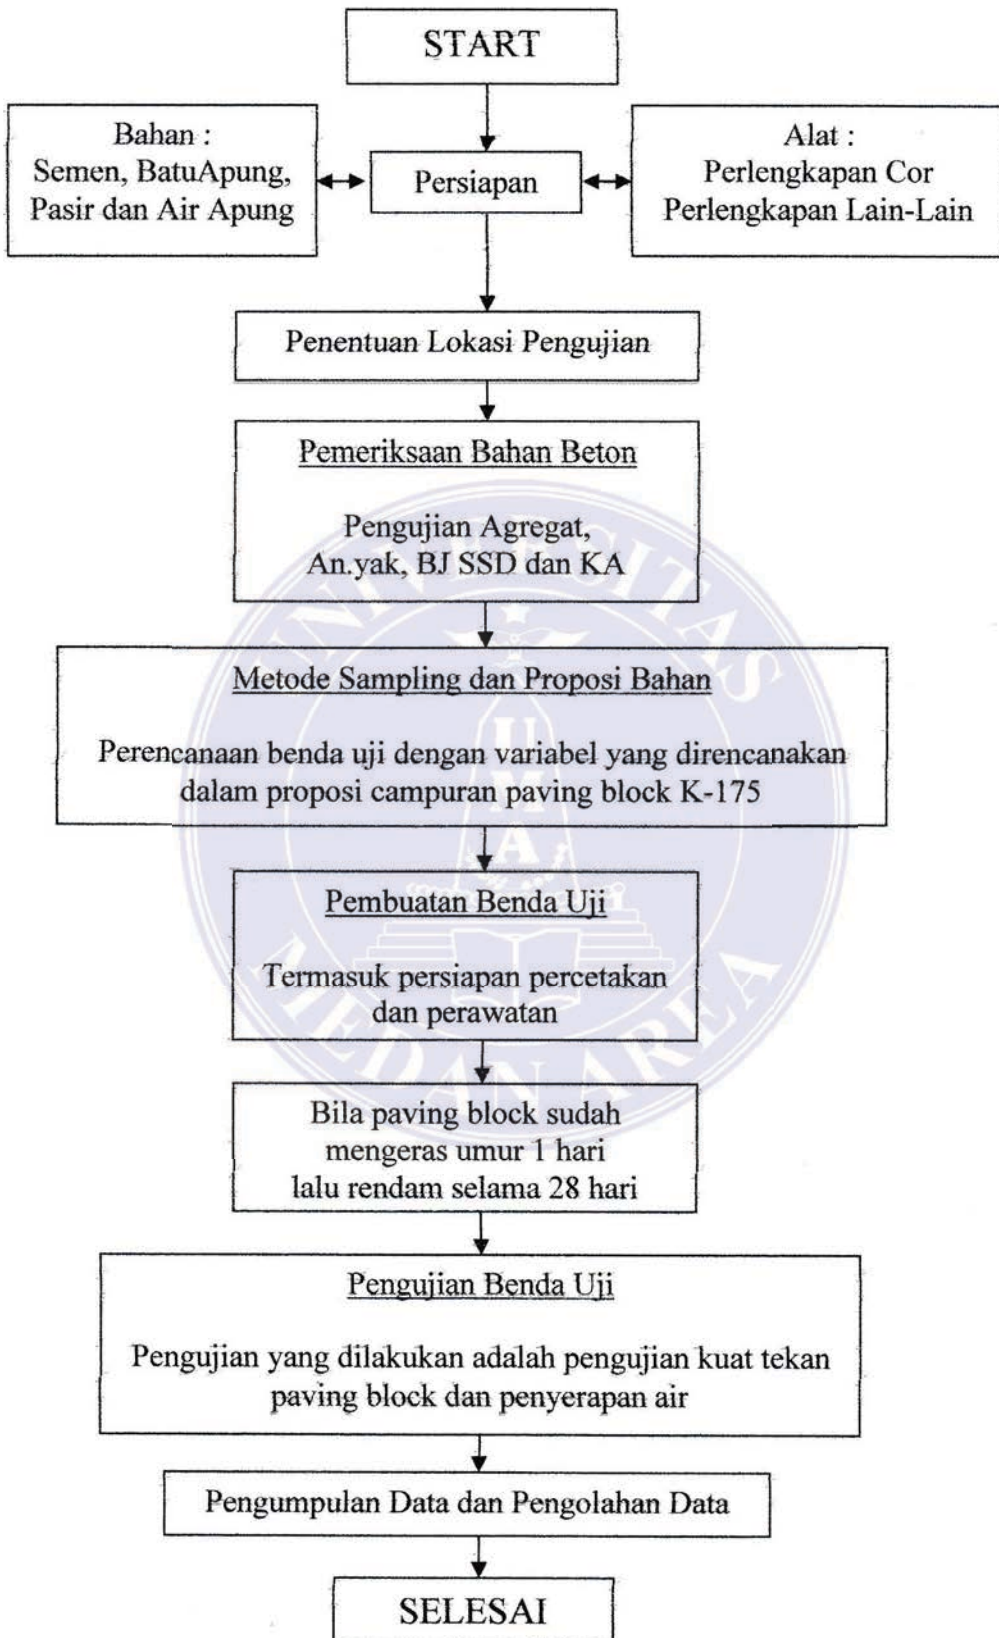 START
Bahan :
Semen, BatuApung,
Pasir dan Air Apung
Persiapan
Alat :
Perlengkapan Cor
Perlengkapan Lain-Lain
Penentuan Lokasi Pengujian
Pemeriksaan Bahan Beton
Pengujian Agregat,
An.yak, BJ SSD dan KA
Metode Sampling dan Proposi Bahan
Perencanaan benda uji dengan variabel yang direncanakan
dalam proposi campuran paving block K-175
Pembuatan Benda Uji
Termasuk persiapan percetakan
dan perawatan
Bila paving block sudah
mengeras umur 1 hari
lalu rendam selama 28 hari
Pengujian Benda Uji
Pengujian yang dilakukan adalah pengujian kuat tekan
paving block dan penyerapan air
Pengumpulan Data dan Pengolahan Data
SELESAI
UNIVERSITAS
UMA
MEDAN AREA